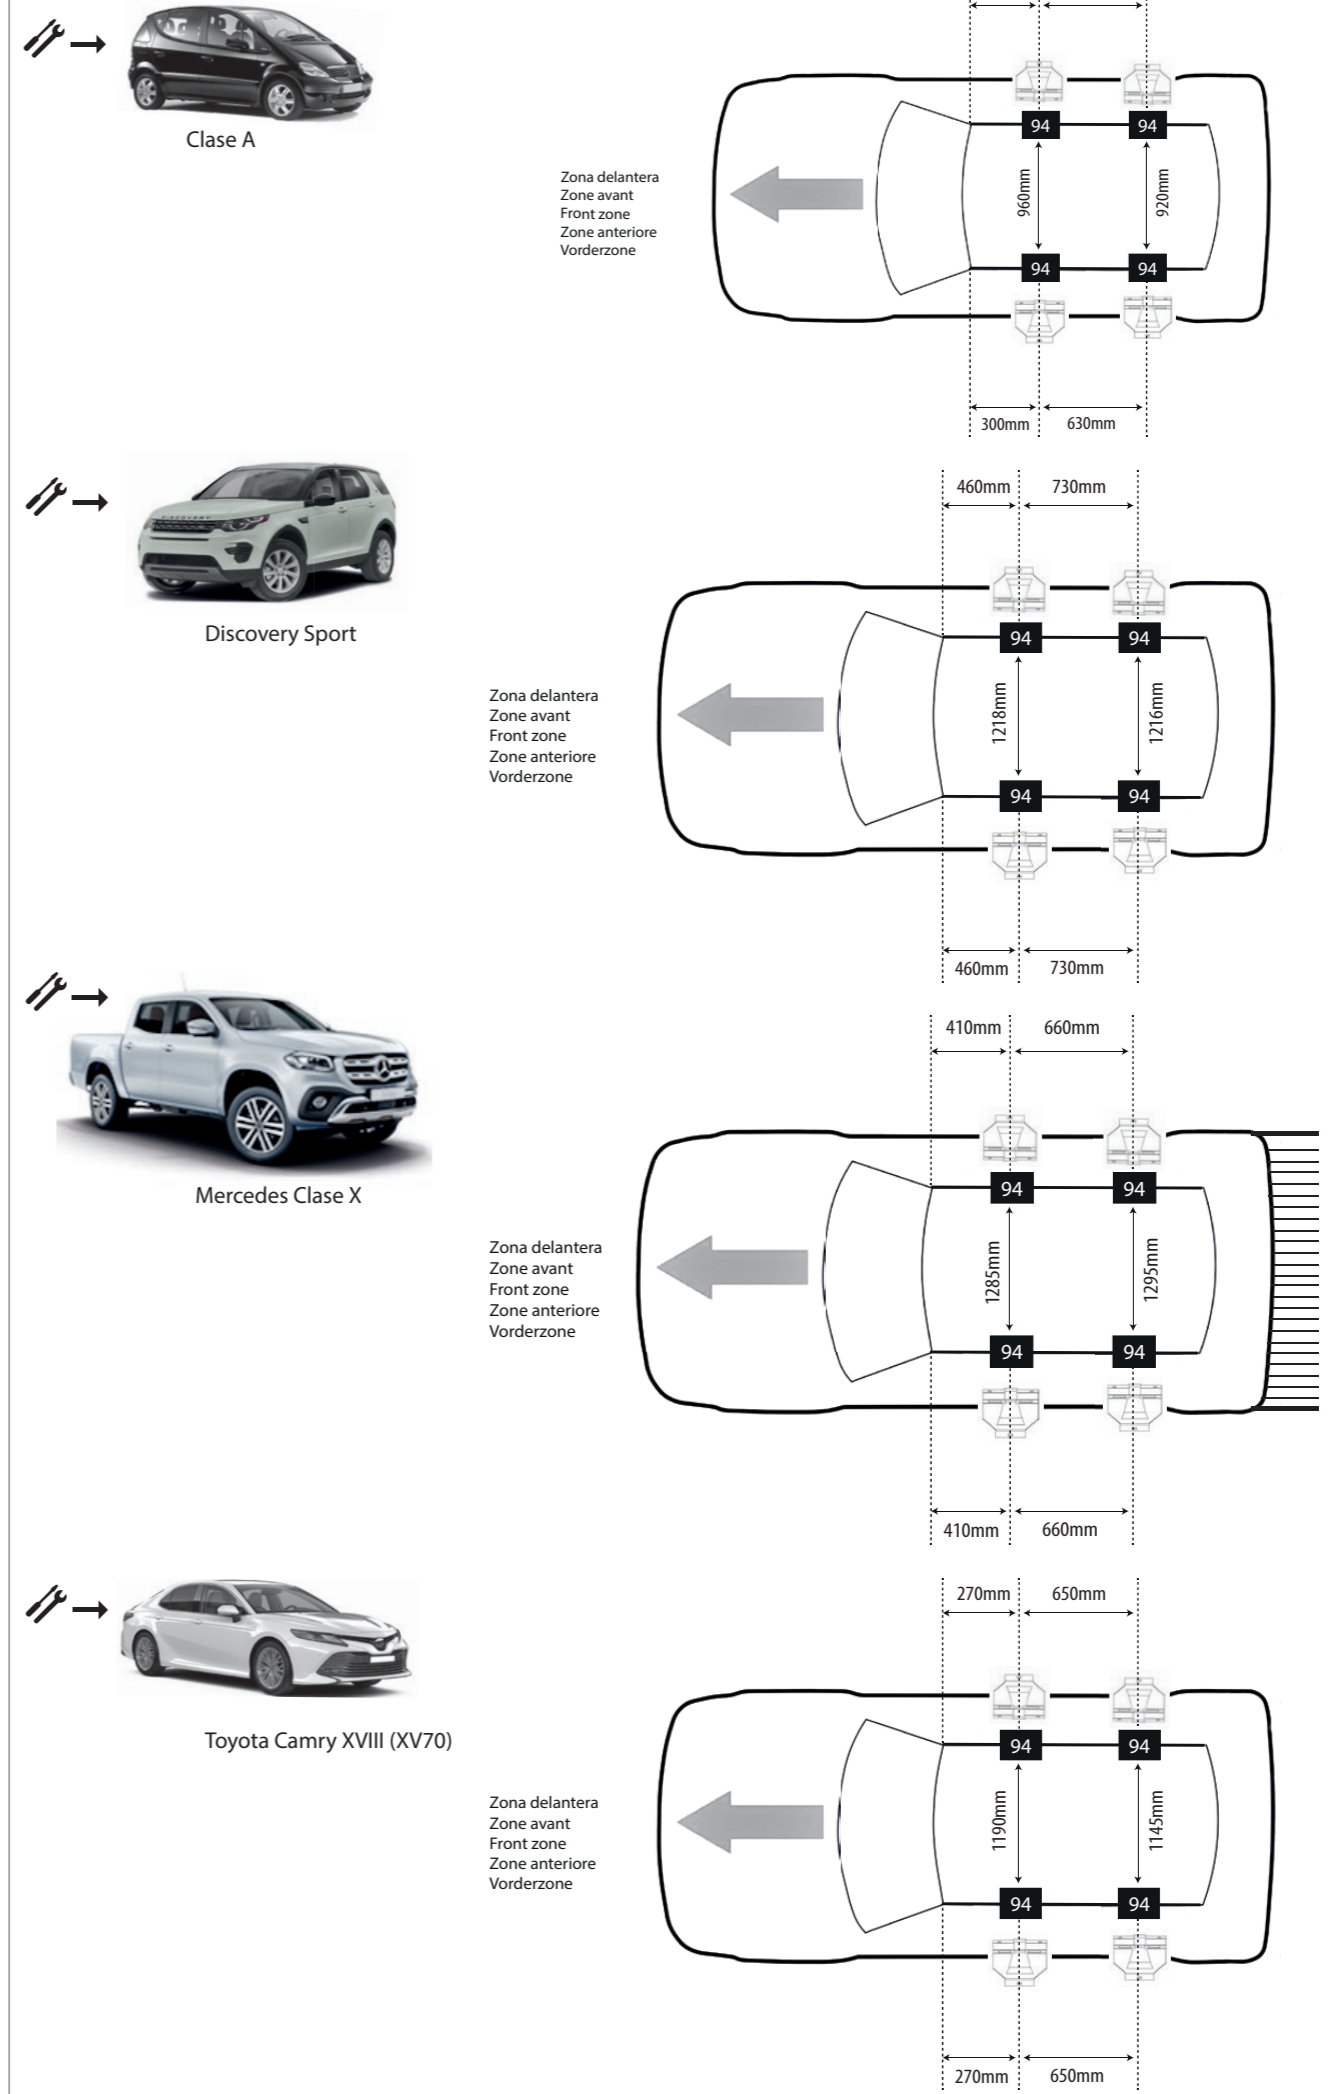 Clase A
94
94
Zona delantera
Zone avant
Front zone
Zone anteriore
Vorderzone
960mm
920mm
94
94
300mm
630mm
460mm
730mm
DISCOVERY
Discovery Sport
94
94
Zona delantera
Zone avant
Front zone
Zone anteriore
Vorderzone
1218mm
1216mm
94
94
460mm
730mm
410mm
660mm
Mercedes Clase X
94
94
Zona delantera
Zone avant
Front zone
Zone anteriore
Vorderzone
1285mm
1295mm
94
94
410mm
660mm
270mm
650mm
Toyota Camry XVIII (XV70)
94
94
Zona delantera
Zone avant
Front zone
Zone anteriore
Vorderzone
1190mm
1145mm
94
94
270mm
650mm